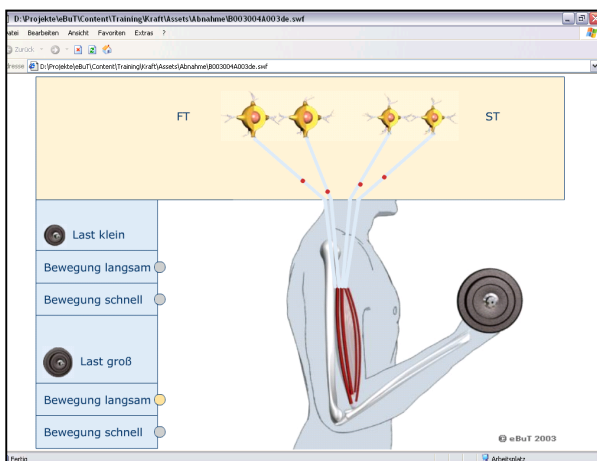 D:\Projekte\eBuT\Content\Training\Kraft\Assets\Abnahme\B003004A003de.swf
Bearbeiten Ansicht Favoriten Extras ?
Zurück
D:\Projekte\eBuT\Content\Training\Kraft\Assets\Abnahme\B003004A003de.swf
FT
ST
Last klein
Bewegung langsam
Bewegung schnell
Last groß
Bewegung langsam
Bewegung schnell
© eBuT 2003
Fertig
Arbeitsplatz